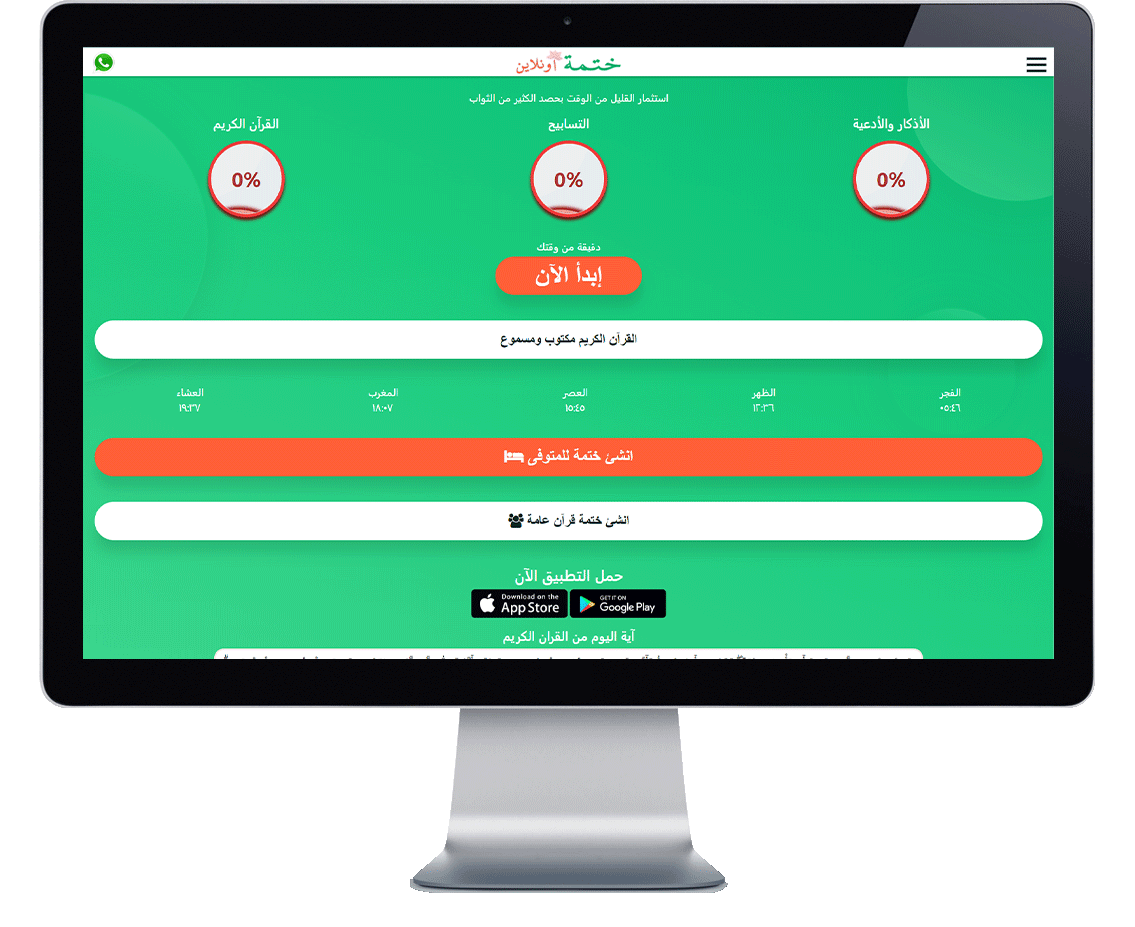 ختمة أونلاين
استثمار القليل من الوقت بحصد الكثير من الثواب
الأذكار والأدعية
التسابيح
القرآن الكريم
0%
0%
0%
دقيقة من وقتك
إبدأ الآن
القرآن الكريم مكتوب ومسموع
الفجر
الظهر
العصر
المغرب
العشاء
٠٥:٤٦
١٢:٣٦
١٥:٤٥
١٨:٠٧
١٩:٣٧
انشئ ختمة للمتوفى
انشئ ختمة قرآن عامة
حمل التطبيق الآن
Download on the
App Store
GET IT ON
Google Play
آية اليوم من القران الكريم